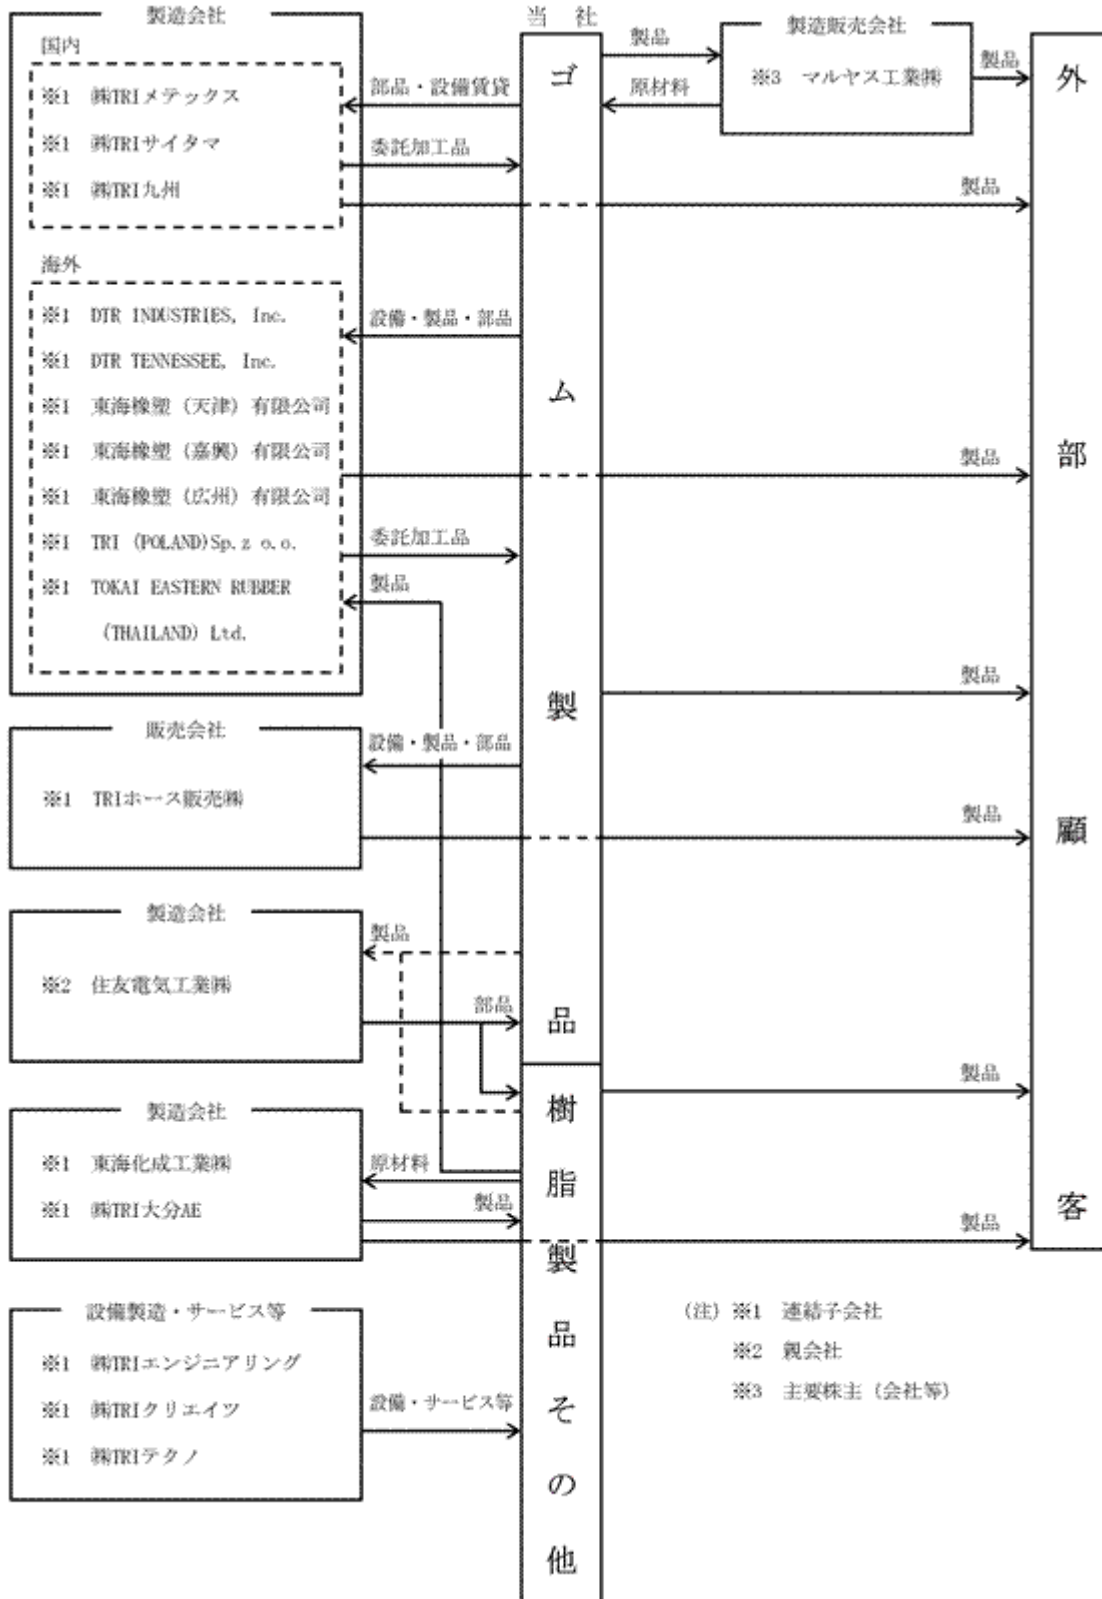 製造会社
国内
※1 ㈱TRIメテックス
※1 ㈱TRIサイタマ
※1 ㈱TRI九州
海外
※1 DTR INDUSTRIES, Inc.
※1 DTR TENNESSEE, Inc.
※1 東海橡塑（天津）有限公司
※1 東海橡塑（嘉興）有限公司
※1 東海橡塑（広州）有限公司
※1 TRI (POLAND)Sp.z o.o.
※1 TOKAI EASTERN RUBBER
(THAILAND) Ltd.
販売会社
※1 TRIホース販売㈱
製造会社
※2 住友電気工業㈱
製造会社
※1 東海化成工業㈱
※1 ㈱TRI大分AE
設備製造・サービス等
※1 ㈱TRIエンジニアリング
※1 ㈱TRIクリエイツ
※1 ㈱TRIテクノ
部品・設備賃貸
委託加工品
設備・製品・部品
委託加工品
製品
設備・製品・部品
製品
部品
原材料
製品
設備・サービス等
当社
ゴム製品
樹脂製品その他
製品
原材料
製造販売会社
※3 マルヤス工業㈱
製品
製品
製品
製品
製品
製品
製品
外部顧客
（注）※1 連結子会社
※2 親会社
※3 主要株主（会社等）